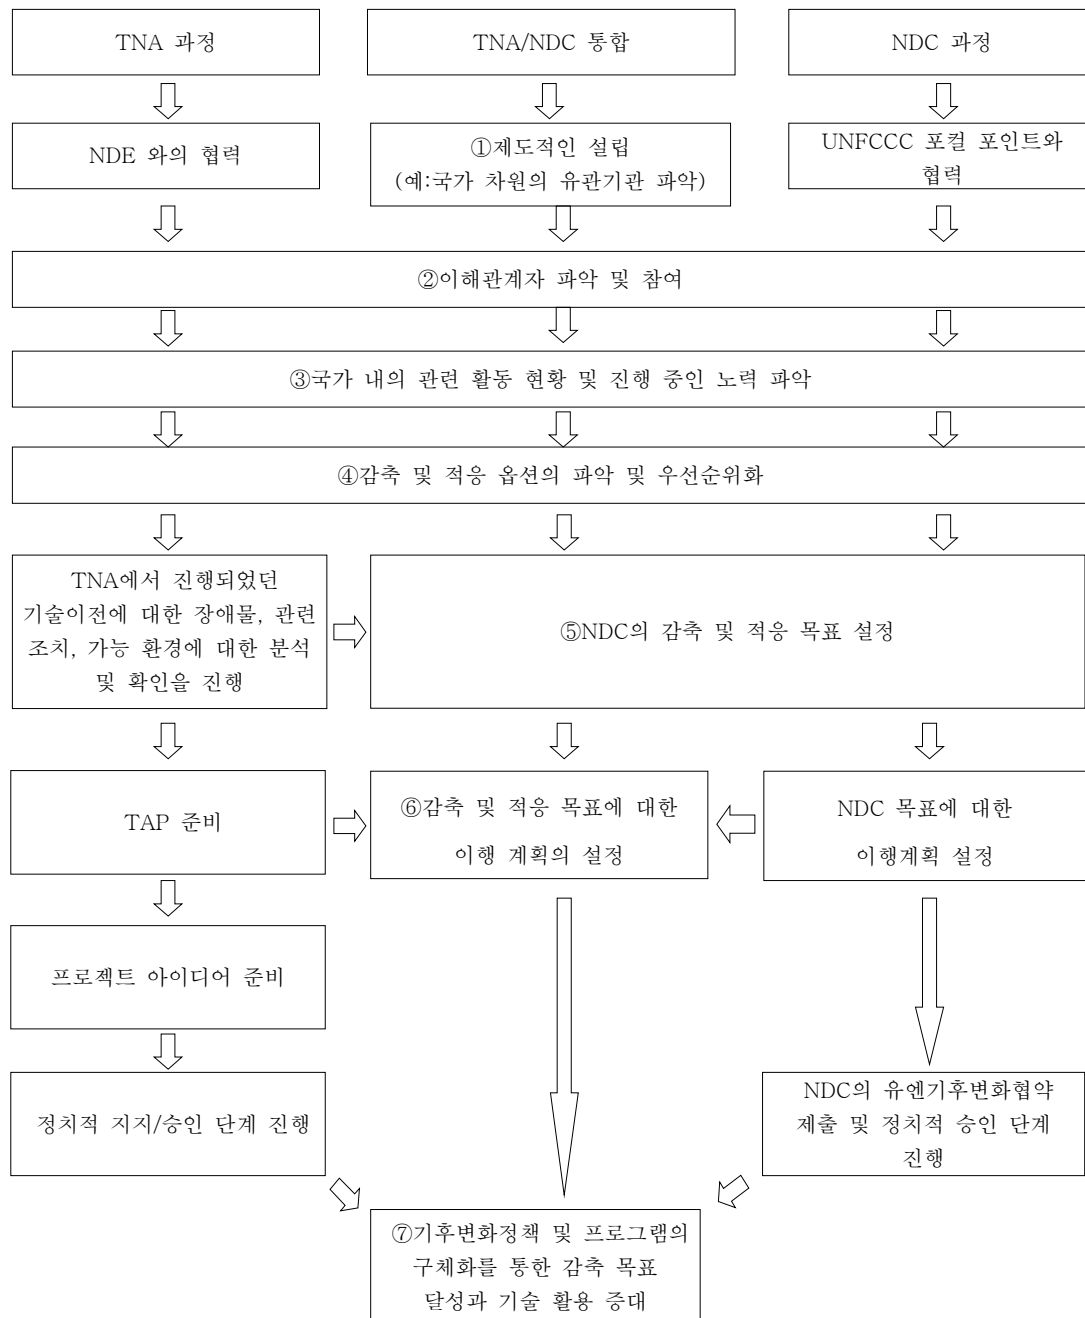 TNA 과정
TNA/NDC 통합
NDC 과정
NDE 와의 협력
①제도적인 설립
(예:국가 차원의 유관기관 파악)
UNFCCC 포컬 포인트와
협력
②이해관계자 파악 및 참여
③국가 내의 관련 활동 현황 및 진행 중인 노력 파악
④감축 및 적응 옵션의 파악 및 우선순위화
TNA에서 진행되었던
기술이전에 대한 장애물, 관련
조치, 가능 환경에 대한 분석
및 확인을 진행
⑤NDC의 감축 및 적응 목표 설정
TAP 준비
⑥감축 및 적응 목표에 대한
이행 계획의 설정
NDC 목표에 대한
이행계획 설정
프로젝트 아이디어 준비
정치적 지지/승인 단계 진행
NDC의 유엔기후변화협약
제출 및 정치적 승인 단계
진행
⑦기후변화정책 및 프로그램의
구체화를 통한 감축 목표
달성과 기술 활용 증대